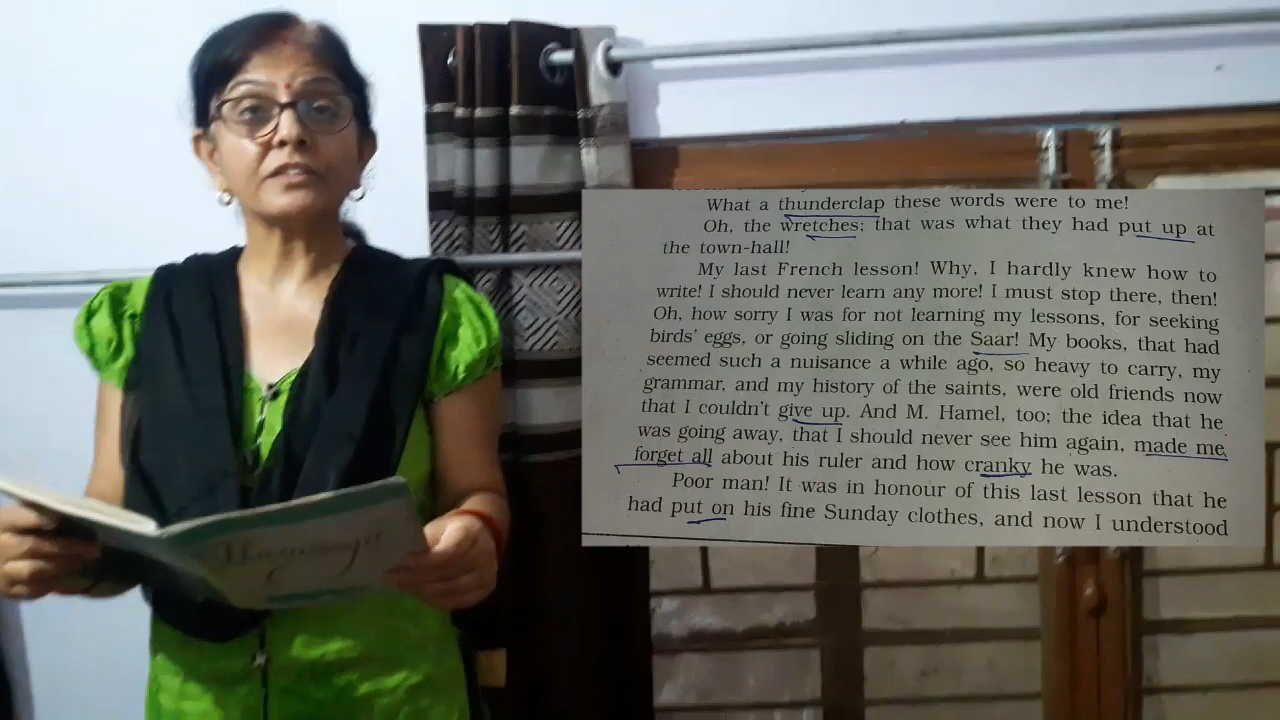 What a thunderclap these words were to me!
Oh, the wretches; that was what they had put up at
the town-hall!
My last French lesson! Why, I hardly knew how to
write! I should never learn any more! I must stop there, then!
Oh, how sorry I was for not learning my lessons, for seeking
birds' eggs, or going sliding on the Saar! My books, that had
seemed such a nuisance a while ago, so heavy to carry, my
grammar, and my history of the saints, were old friends now
that I couldn't give up. And M. Hamel, too; the idea that he
was going away, that I should never see him again, made me
forget all about his ruler and how cranky he was.
Poor man! It was in honour of this last lesson that he
had put on his fine Sunday clothes, and now I understood